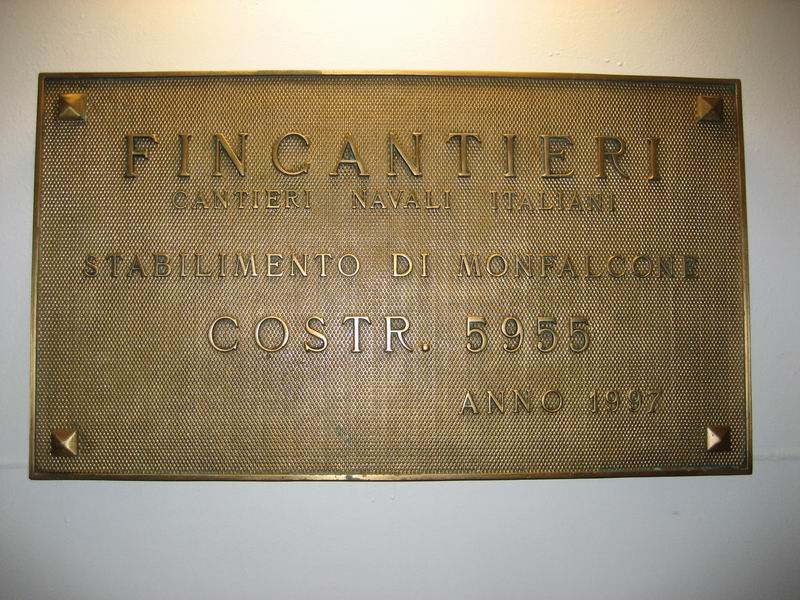 FINCANTIERI
CANTIERI NAVALI ITALIANI
STABILIMENTO DI MONFALCONE
COSTR. 5955
ANNO 1997